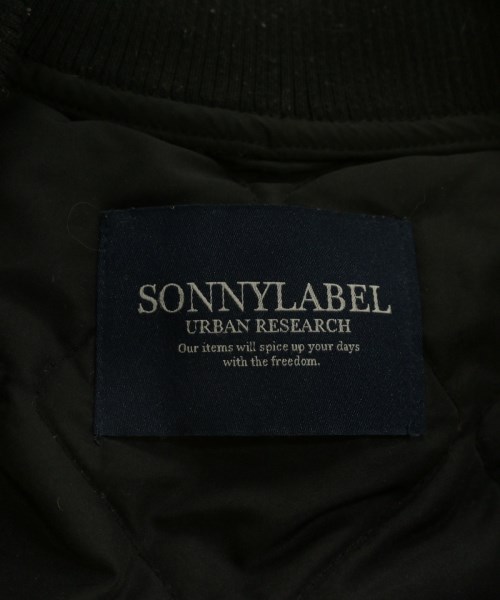 SONNYLABEL
URBAN RESEARCH
Our items will spice up your days
with the freedom.